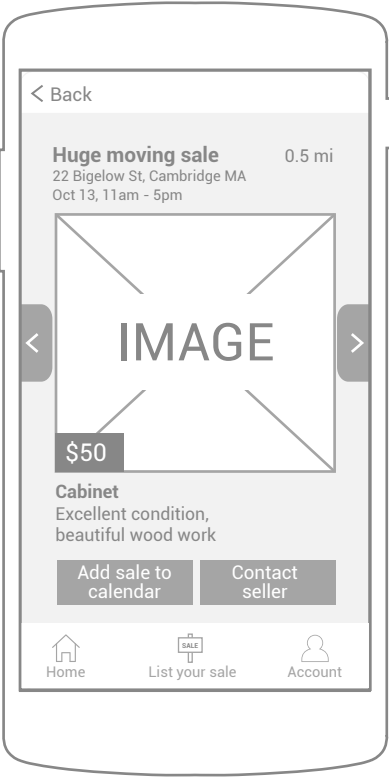 < Back
Huge moving sale 0.5 mi
22 Bigelow St, Cambridge MA
Oct 13, 11am - 5pm
IMAGE
$50
Cabinet
Excellent condition,
beautiful wood work
Add sale to
calendar
Contact
seller
SALE
Home List your sale Account